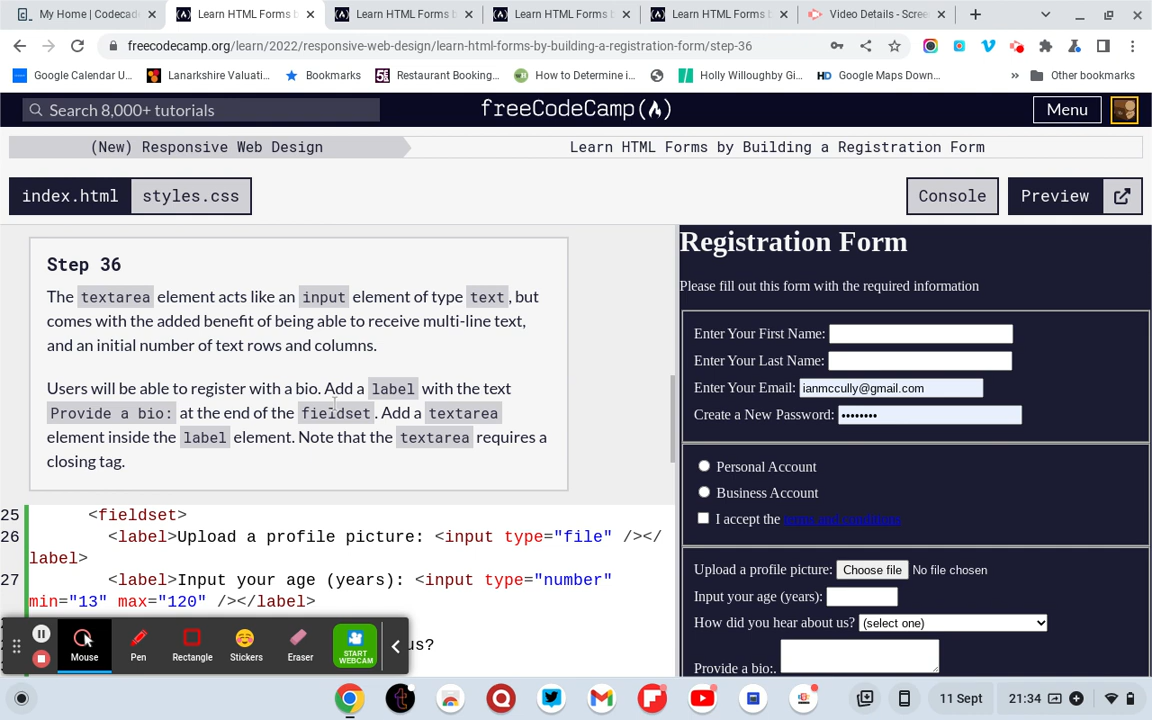 My Home | Codecad
Learn HTML Forms b
Learn HTML Forms b
Learn HTML Forms b
Learn HTML Forms b
Video Details - Scree
freecodecamp.org/learn/2022/responsive-web-design/learn-html-forms-by-building-a-registration-form/step-36
Google Calendar U...
Lanarkshire Valuati...
Bookmarks
Restaurant Booking...
How to Determine i...
Holly Willoughby Gi...
Google Maps Down...
»
Other bookmarks
Search 8,000+ tutorials
freeCodeCamp
Menu
(New) Responsive Web Design
Learn HTML Forms by Building a Registration Form
index.html
styles.css
Console
Preview
Step 36
The textarea element acts like an input element of type text, but
comes with the added benefit of being able to receive multi-line text,
and an initial number of text rows and columns.
Users will be able to register with a bio. Add a label with the text
Provide a bio: at the end of the fieldset. Add a textarea
element inside the label element. Note that the textarea requires a
closing tag.
25 <fieldset>
26 <label>Upload a profile picture: <input type="file" /></
label>
27 <label>Input your age (years): <input type="number"
min="13" max="120" /></label>
us?
Mouse
Pen
Rectangle
Stickers
Eraser
START
WEBCAM
Registration Form
Please fill out this form with the required information
Enter Your First Name:
Enter Your Last Name:
Enter Your Email: ianmccully@gmail.com
Create a New Password: ••••••••
Personal Account
Business Account
I accept the terms and conditions
Upload a profile picture: Choose file No file chosen
Input your age (years):
How did you hear about us? (select one)
Provide a bio:.
11 Sept
21:34